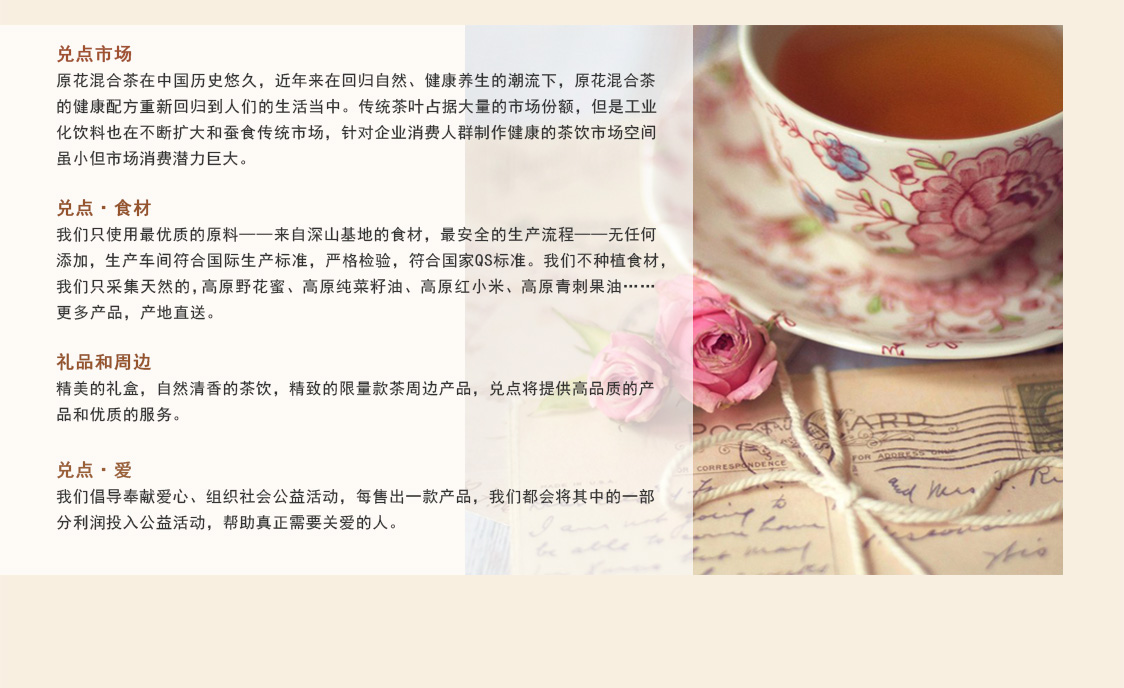 兑点市场
原花混合茶在中国历史悠久，近年来在回归自然、健康养生的潮流下，原花混合茶
的健康配方重新回归到人们的生活当中。传统茶叶占据大量的市场份额，但是工业
化饮料也在不断扩大和蚕食传统市场，针对企业消费人群制作健康的茶饮市场空间
虽小但市场消费潜力巨大。
兑点·食材
我们只使用最优质的原料——来自深山基地的食材，最安全的生产流程——无任何
添加，生产车间符合国际生产标准，严格检验，符合国家QS标准。我们不种植食材，
我们只采集天然的,高原野花蜜、高原纯菜籽油、高原红小米、高原青刺果油……
更多产品，产地直送。
礼品和周边
精美的礼盒，自然清香的茶饮，精致的限量款茶周边产品，兑点将提供高品质的产
品和优质的服务。
兑点·爱
我们倡导奉献爱心、组织社会公益活动，每售出一款产品，我们都会将其中的一部
分利润投入公益活动，帮助真正需要关爱的人。
POST CARD
CORRESPONDENCE
FOR ADDRESS ONLY
and Mrs